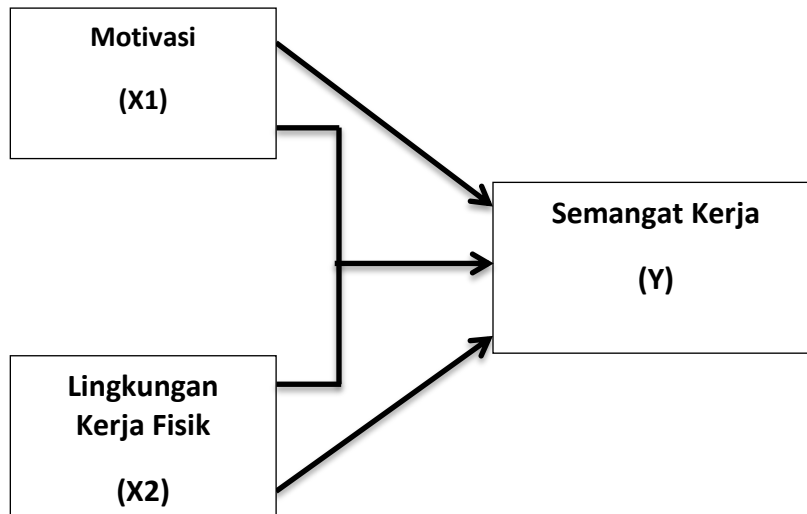 Motivasi
(X1)
Semangat Kerja
(Y)
Lingkungan
Kerja Fisik
(X2)